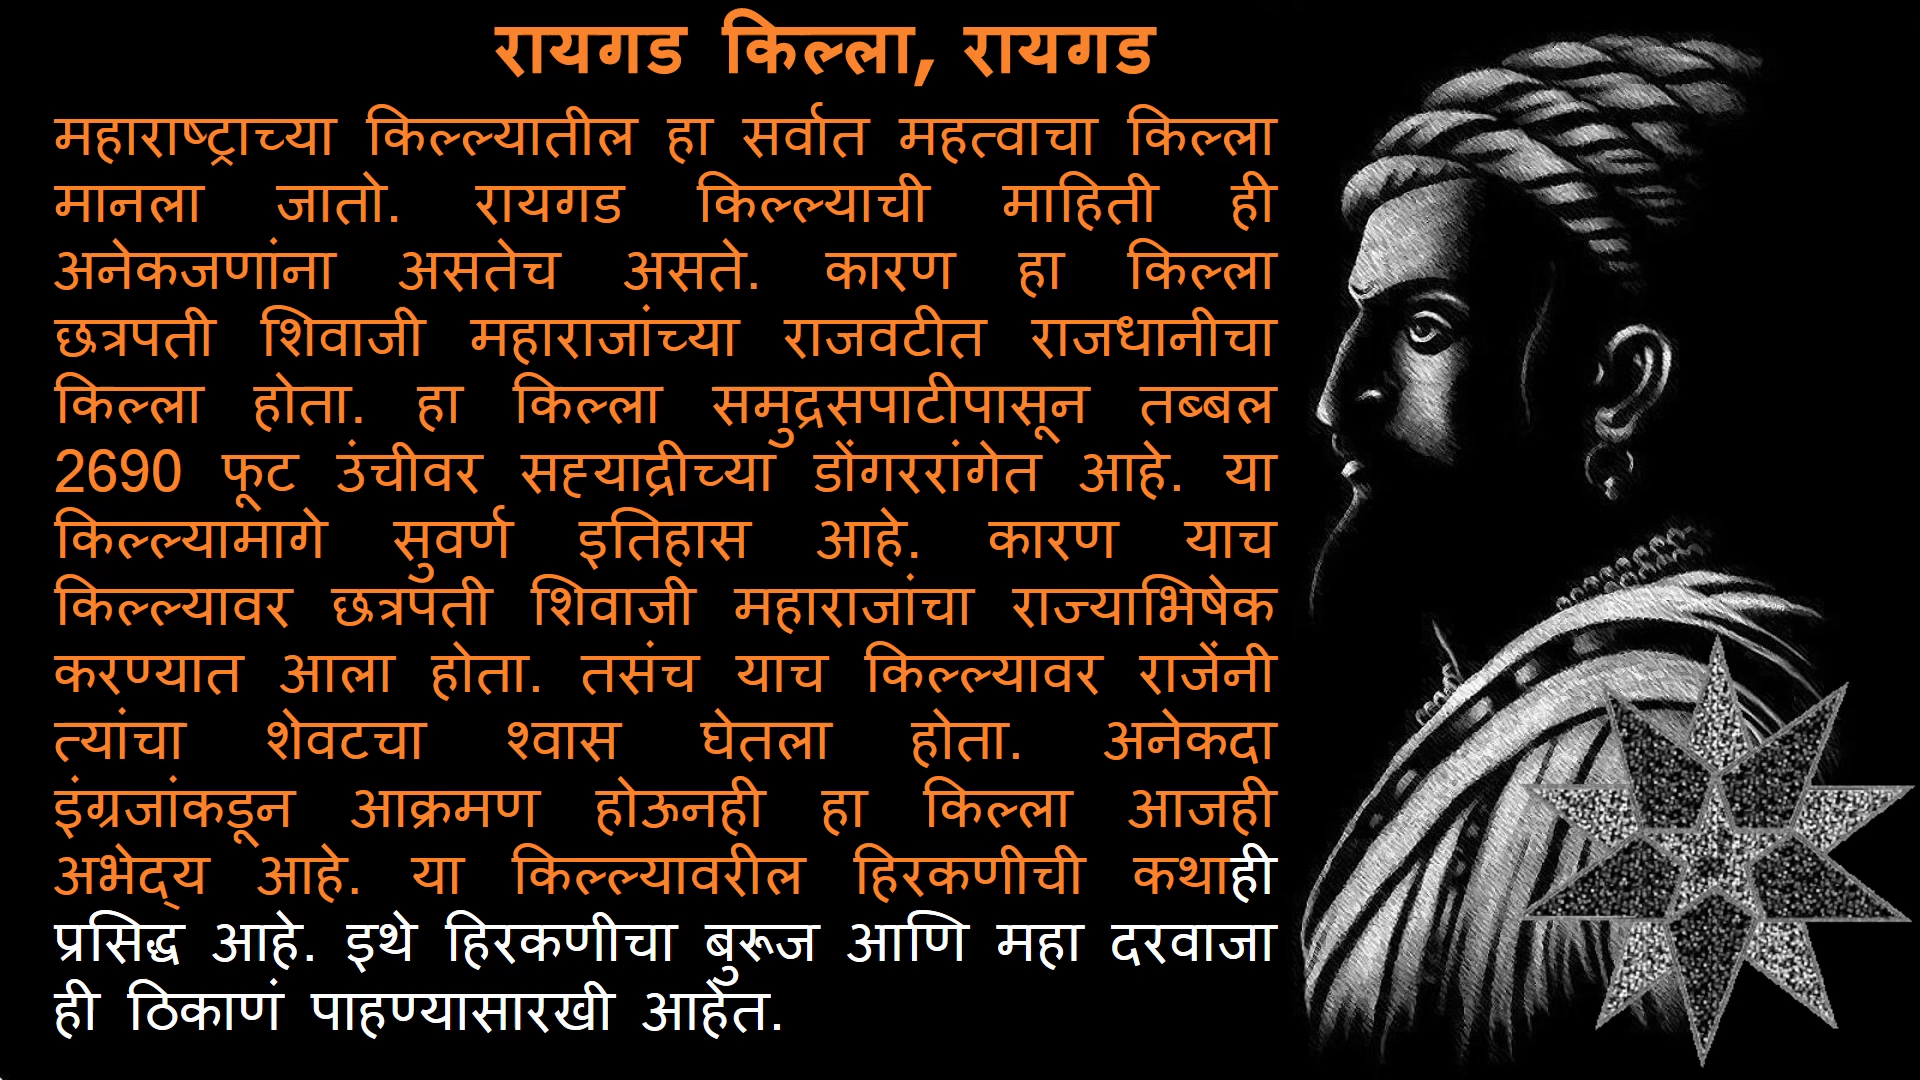 रायगड किल्ला, रायगड
महाराष्ट्राच्या किल्ल्यातील हा सर्वात महत्वाचा किल्ला
मानला जातो. रायगड किल्ल्याची माहिती ही
अनेकजणांना असतेच असते. कारण हा किल्ला
छत्रपती शिवाजी महाराजांच्या राजवटीत राजधानीचा
किल्ला होता. हा किल्ला समुद्रसपाटीपासून तब्बल
2690 फूट उंचीवर सह्याद्रीच्या डोंगररांगेत आहे. या
किल्ल्यामागे सुवर्ण इतिहास आहे. कारण याच
किल्ल्यावर छत्रपती शिवाजी महाराजांचा राज्याभिषेक
करण्यात आला होता. तसंच याच किल्ल्यावर राजेंनी
त्यांचा शेवटचा श्वास घेतला होता. अनेकदा
इंग्रजांकडून आक्रमण होऊनही हा किल्ला आजही
अभेद्य आहे. या किल्ल्यावरील हिरकणीची कथाही
प्रसिद्ध आहे. इथे हिरकणीचा बुरूज आणि महा दरवाजा
ही ठिकाणं पाहण्यासारखी आहेत.